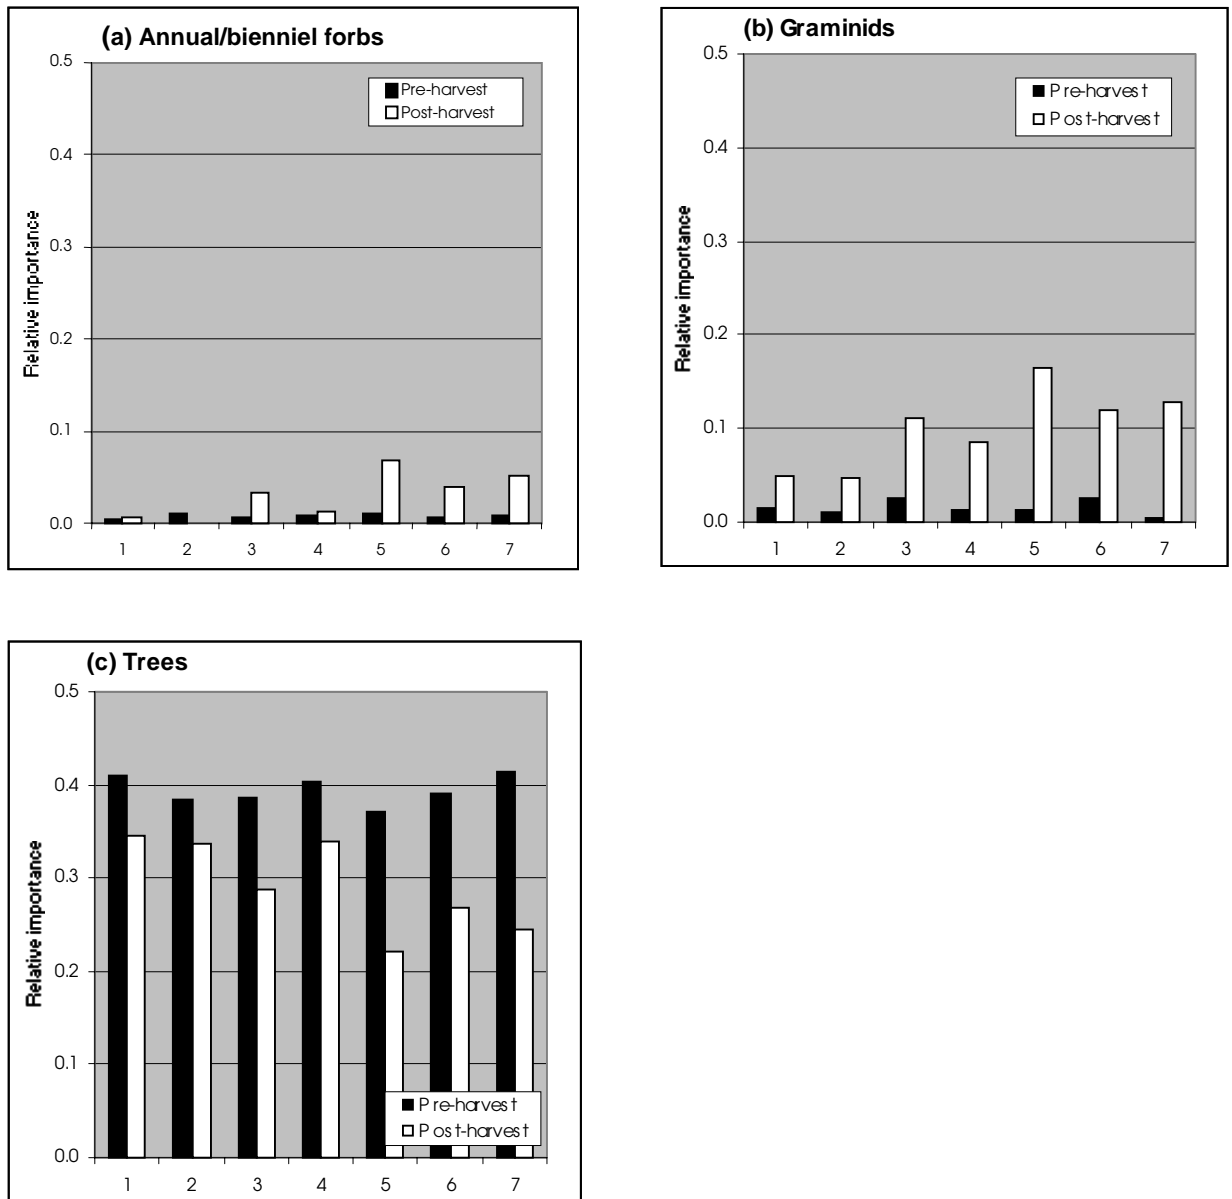 (a) Annual/bienniel forbs
0.5
Pre-harvest
Post-harvest
0.4
0.3
Relative importance
0.2
0.1
0.0
1 2 3 4 5 6 7
(b) Graminids
0.5
Pre-harvest
Post-harvest
0.4
0.3
Relative importance
0.2
0.1
0.0
1 2 3 4 5 6 7
(c) Trees
0.5
0.4
0.3
Relative importance
0.2
0.1
Pre-harvest
Post-harvest
0.0
1 2 3 4 5 6 7